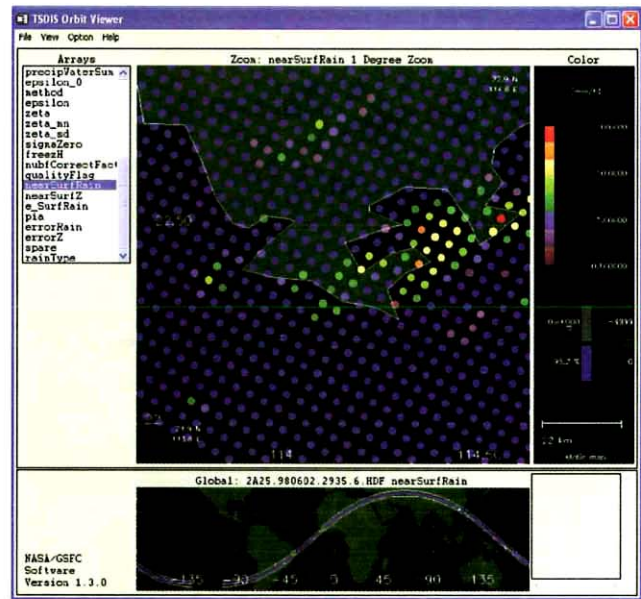 TSDIS Orbit Viewer
File View Option Help
Arrays
precipWaterSum
epsilon_0
method
epsilon
zeta
zeta_mn
zeta_sd
sigmaZero
freezH
nubfCorrectFact
qualityFlag
nearSurfRain
nearSurfZ
e_SurfRain
pia
errorRain
errorZ
spare
rainType
Zoom: nearSurfRain 1 Degree Zoom
Color
114
12 km
Global: 2A25.980602.2935.6.HDF nearSurfRain
NASA/GSFC
Software
Version 1.3.0
-135 -90 -45 0 45 90 135